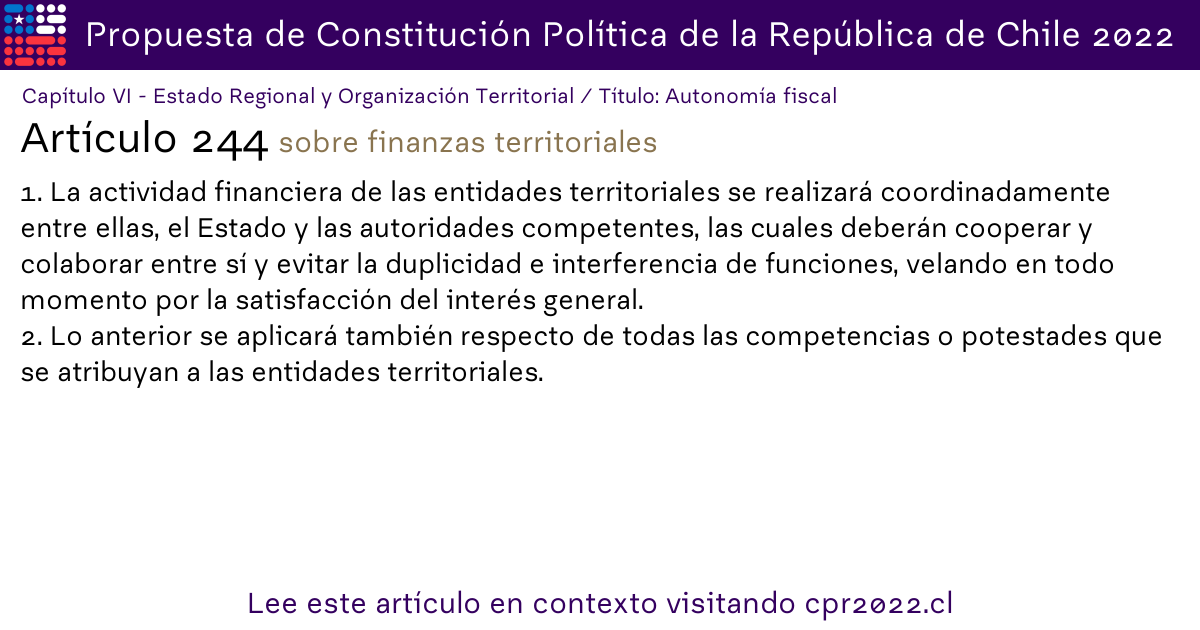 Propuesta de Constitución Política de la República de Chile 2022
Capítulo VI - Estado Regional y Organización Territorial / Título: Autonomía fiscal
Artículo 244 sobre finanzas territoriales
1. La actividad financiera de las entidades territoriales se realizará coordinadamente
entre ellas, el Estado y las autoridades competentes, las cuales deberán cooperar y
colaborar entre sí y evitar la duplicidad e interferencia de funciones, velando en todo
momento por la satisfacción del interés general.
2. Lo anterior se aplicará también respecto de todas las competencias o potestades que
se atribuyan a las entidades territoriales.
Lee este artículo en contexto visitando cpr2022.cl